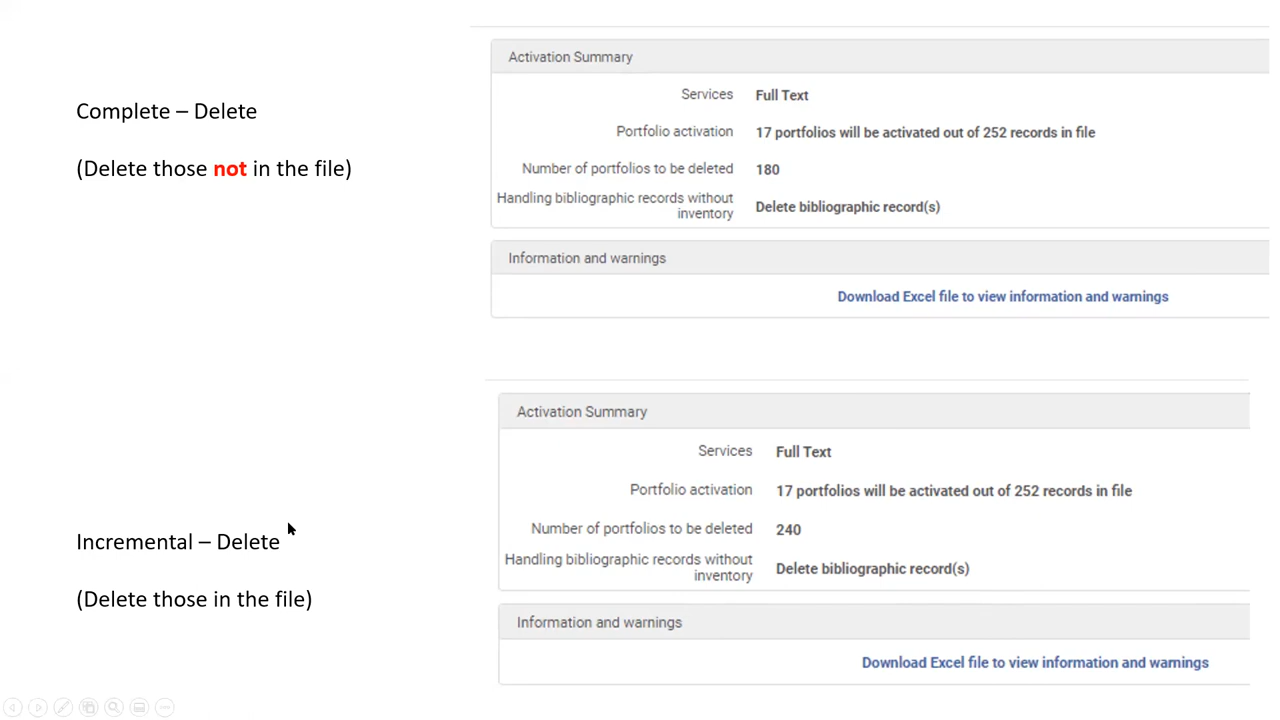 Complete – Delete
(Delete those not in the file)
Activation Summary
Services Full Text
Portfolio activation 17 portfolios will be activated out of 252 records in file
Number of portfolios to be deleted 180
Handling bibliographic records without
inventory Delete bibliographic record(s)
Information and warnings
Download Excel file to view information and warnings
Incremental – Delete
(Delete those in the file)
Activation Summary
Services Full Text
Portfolio activation 17 portfolios will be activated out of 252 records in file
Number of portfolios to be deleted 240
Handling bibliographic records without
inventory Delete bibliographic record(s)
Information and warnings
Download Excel file to view information and warnings